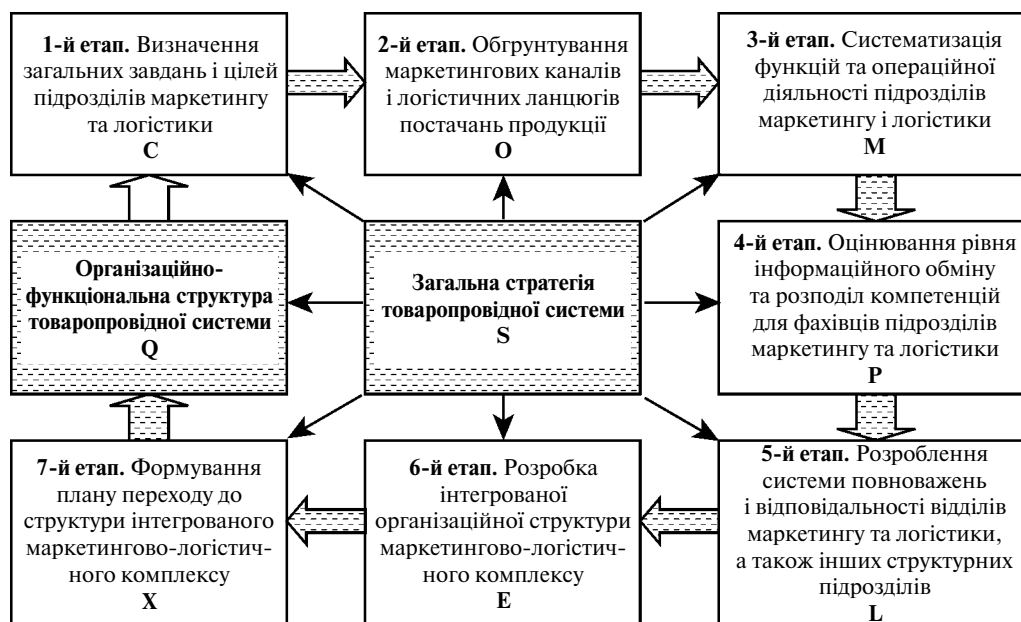 1-й етап. Визначення
загальних завдань і цілей
підрозділів маркетингу
та логістики
С
2-й етап. Обгрунтування
маркетингових каналів
і логістичних ланцюгів
постачань продукції
О
3-й етап. Систематизація
функцій та операційної
діяльності підрозділів
маркетингу і логістики
М
Організаційно-
функціональна структура
товаропровідної системи
Q
Загальна стратегія
товаропровідної системи
S
4-й етап. Оцінювання рівня
інформаційного обміну
та розподіл компетенцій
для фахівців підрозділів
маркетингу та логістики
Р
7-й етап. Формування
плану переходу до
структури інтегрованого
маркетингово-логістич-
ного комплексу
X
6-й етап. Розробка
інтегрованої
організаційної структури
маркетингово-логістич-
ного комплексу
Е
5-й етап. Розроблення
системи повноважень
і відповідальності відділів
маркетингу та логістики,
а також інших структурних
підрозділів
L